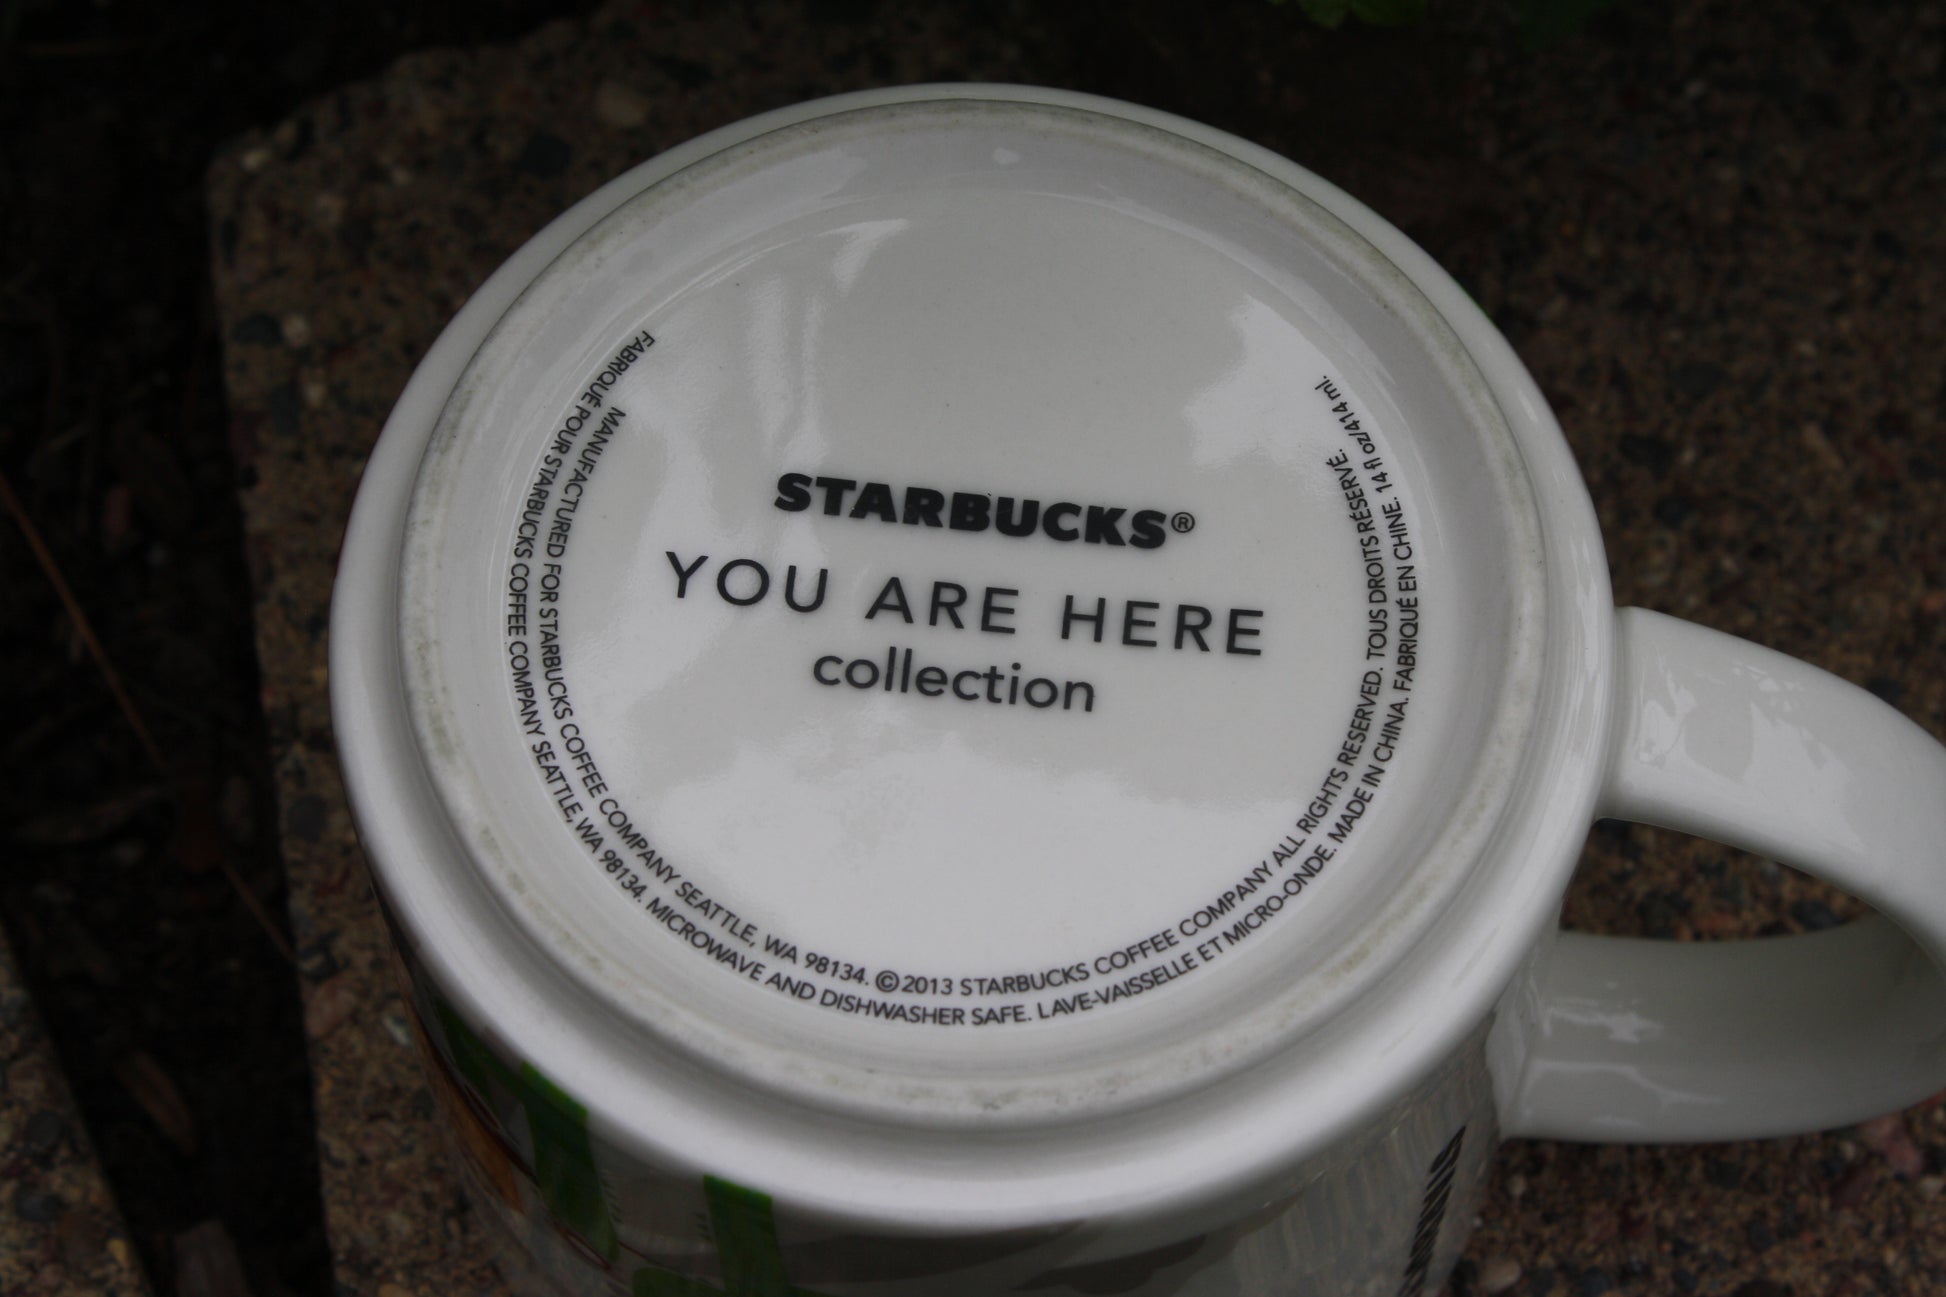 STARBUCKS®
YOU ARE HERE
collection
MANUFACTURED FOR STARBUCKS COFFEE COMPANY SEATTLE, WA 98134. ©2013 STARBUCKS COFFEE COMPANY ALL RIGHTS RESERVED. TOUS DROITS RÉSERVÉ.
FABRIQUÉ POUR STARBUCKS COFFEE COMPANY SEATTLE, WA 98134. MICROWAVE AND DISHWASHER SAFE. LAVE-VAISSELLE ET MICRO-ONDE. MADE IN CHINA. FABRIQUÉ EN CHINE. 14 fl oz/414 ml.